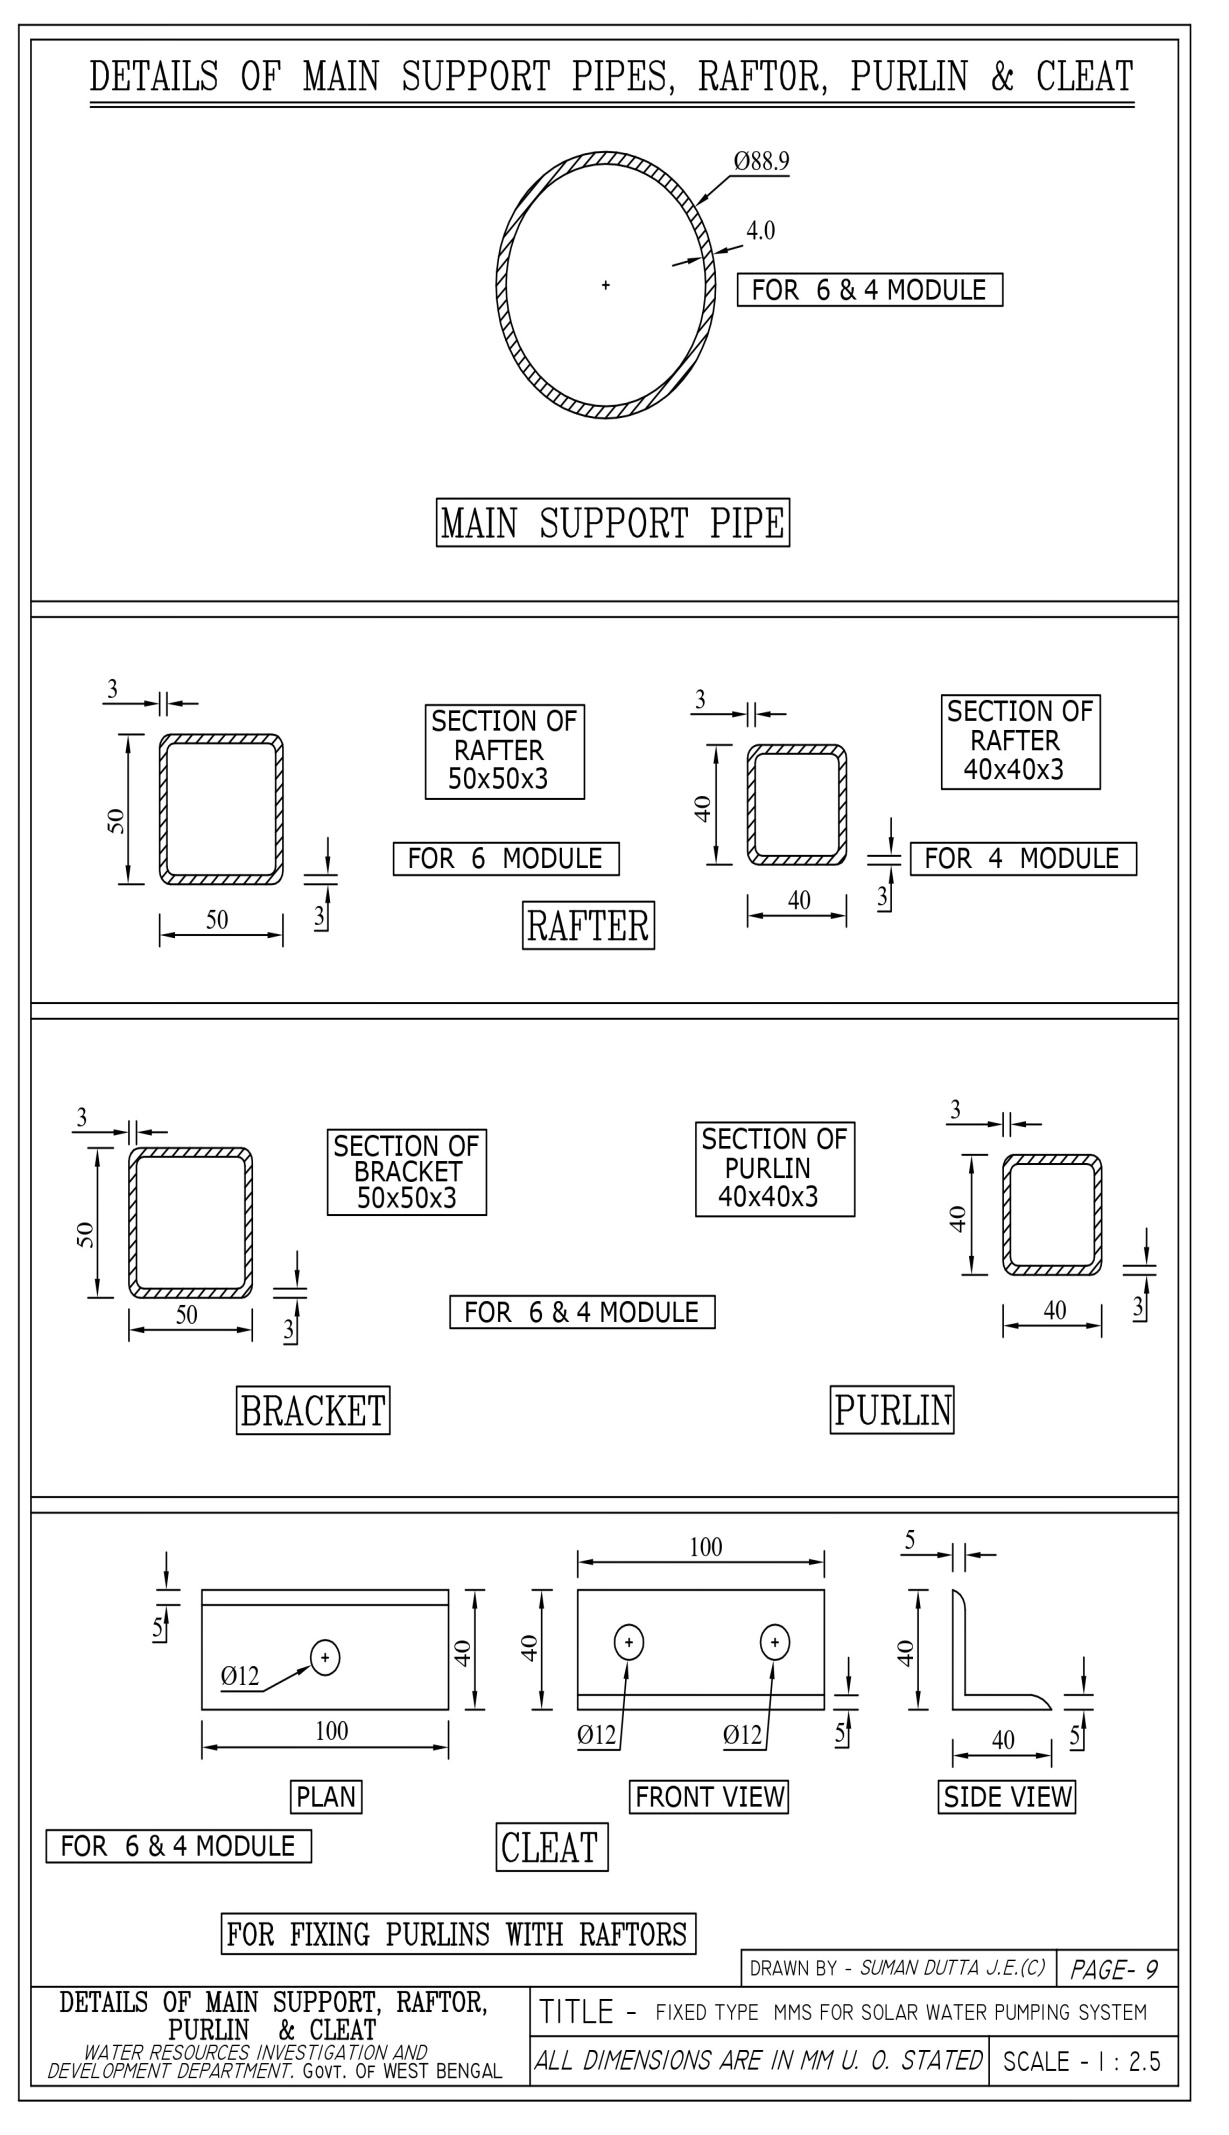 DETAILS OF MAIN SUPPORT PIPES, RAFTOR, PURLIN & CLEAT
Ø88.9
4.0
FOR 6 & 4 MODULE
MAIN SUPPORT PIPE
3
50
50
3
SECTION OF
RAFTER
50x50x3
FOR 6 MODULE
3
40
40
3
SECTION OF
RAFTER
40x40x3
FOR 4 MODULE
RAFTER
3
50
50
3
SECTION OF
BRACKET
50x50x3
SECTION OF
PURLIN
40x40x3
3
40
40
3
FOR 6 & 4 MODULE
BRACKET
PURLIN
5
Ø12
40
100
PLAN
100
40
Ø12
Ø12
5
FRONT VIEW
5
40
40
5
SIDE VIEW
FOR 6 & 4 MODULE
CLEAT
FOR FIXING PURLINS WITH RAFTORS
DRAWN BY - SUMAN DUTTA J.E.(C)
PAGE- 9
DETAILS OF MAIN SUPPORT, RAFTOR,
PURLIN & CLEAT
WATER RESOURCES INVESTIGATION AND
DEVELOPMENT DEPARTMENT. GOVT. OF WEST BENGAL
TITLE - FIXED TYPE MMS FOR SOLAR WATER PUMPING SYSTEM
ALL DIMENSIONS ARE IN MM U. O. STATED
SCALE - 1 : 2.5